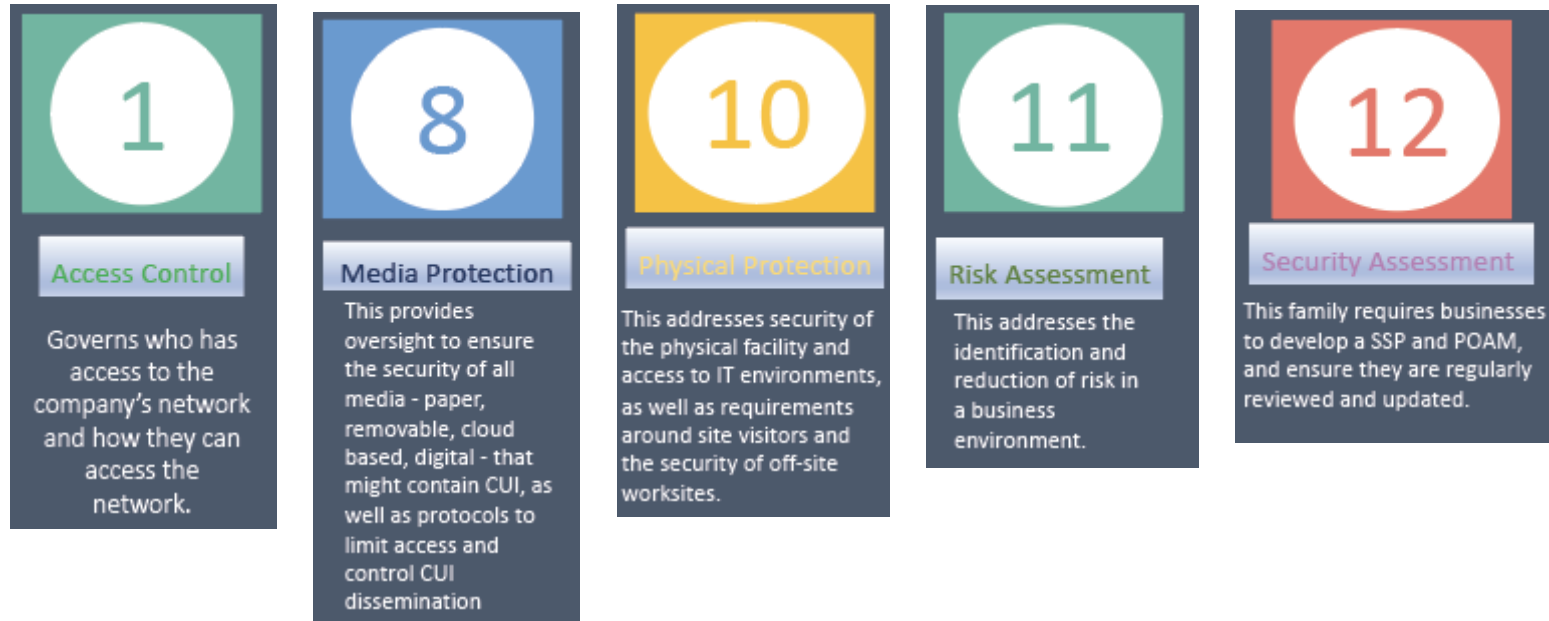 1
Access Control
Governs who has
access to the
company's network
and how they can
access the
network.
8
Media Protection
This provides
oversight to ensure
the security of all
media - paper,
removable, cloud
based, digital - that
might contain CUI, as
well as protocols to
limit access and
control CUI
dissemination
10
Physical Protection
This addresses security of
the physical facility and
access to IT environments,
as well as requirements
around site visitors and
the security of off-site
worksites.
11
Risk Assessment
This addresses the
identification and
reduction of risk in
a business
environment.
12
Security Assessment
This family requires businesses
to develop a SSP and POAM,
and ensure they are regularly
reviewed and updated.